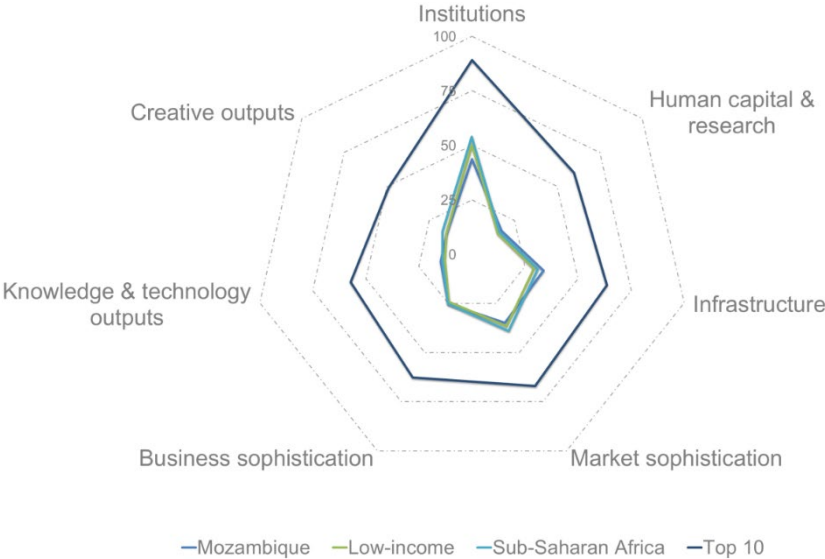 Institutions
100
75
50
25
0
Human capital &
research
Infrastructure
Market sophistication
Business sophistication
Knowledge & technology
outputs
Creative outputs
Mozambique Low-income Sub-Saharan Africa Top 10